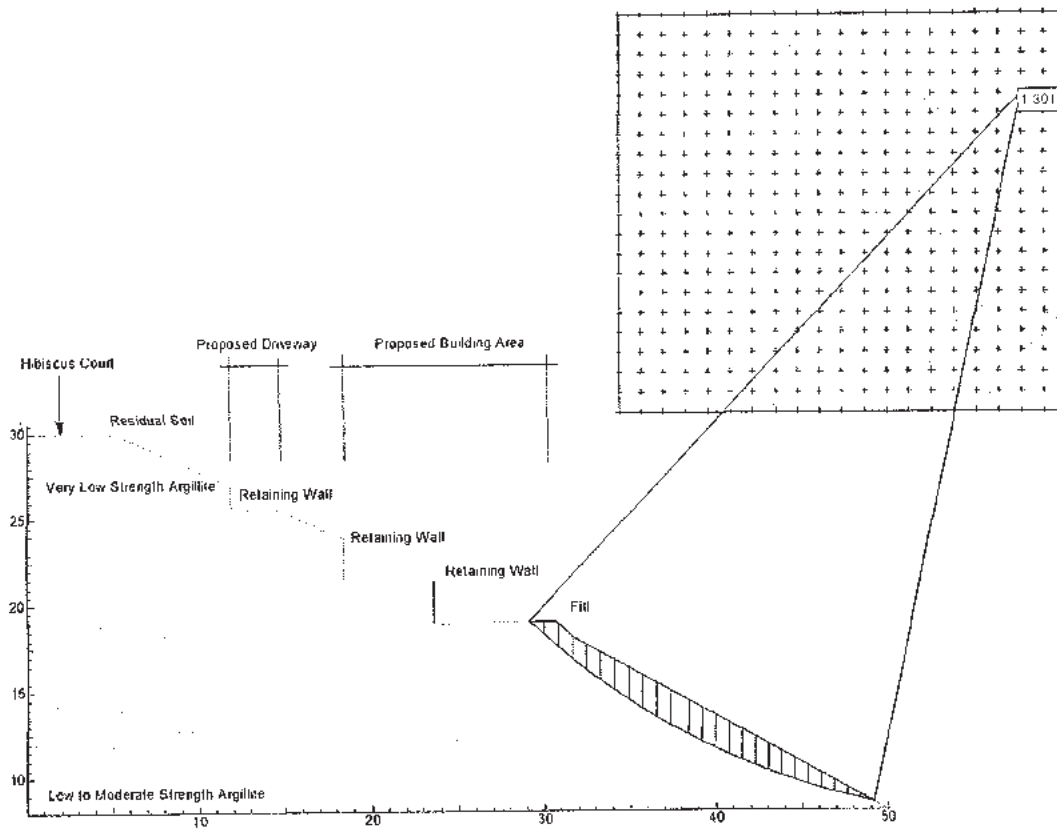 1 301
Proposed Driveway
Proposed Building Area
Hibiscus Court
Residual Soil
30
Very Low Strength Argillite
Retaining Wall
25
Retaining Wall
Retaining Wall
20
Fill
15
10
Low to Moderate Strength Argillite
10
20
30
40
50